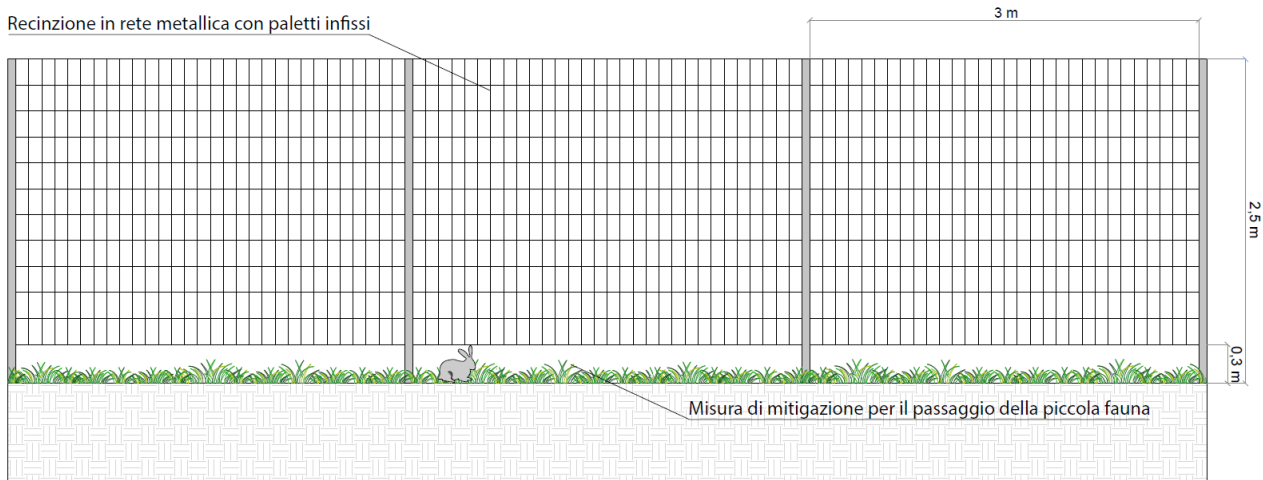 3 m
Recinzione in rete metallica con paletti infissi
2,5 m
0,3 m
Misura di mitigazione per il passaggio della piccola fauna